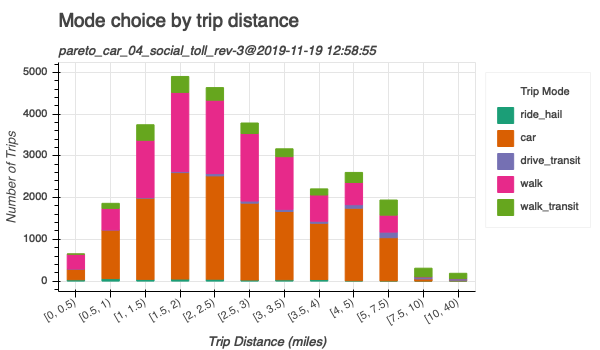 Mode choice by trip distance
pareto_car_04_social_toll_rev-3@2019-11-19 12:58:55
5000
4000
3000
2000
1000
0
Number of Trips
[0, 0.5)
[0.5, 1)
[1, 1.5)
[1.5, 2)
[2, 2.5)
[2.5, 3)
[3, 3.5)
[3.5, 4)
[4, 5)
[5, 7.5)
[7.5, 10)
[10, 40)
Trip Distance (miles)
Trip Mode
ride_hail
car
drive_transit
walk
walk_transit